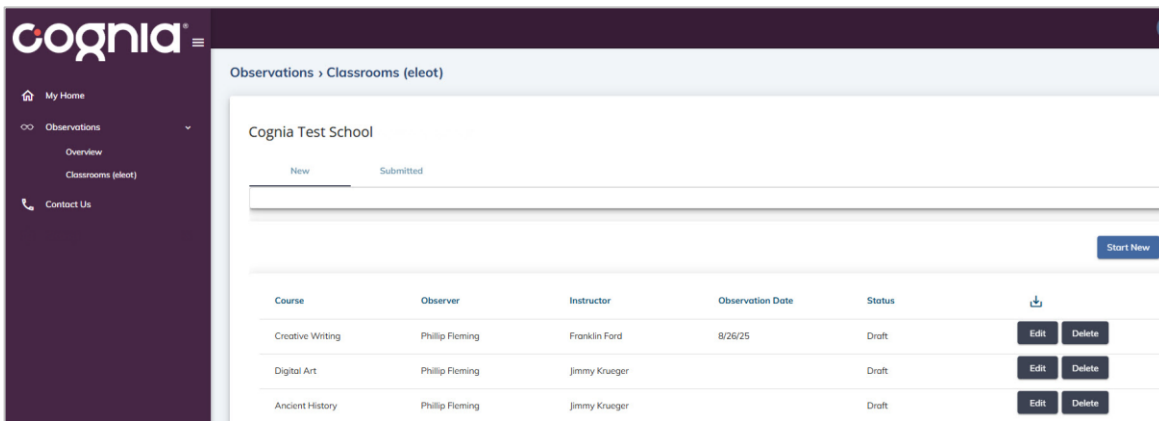 cognia®
Observations › Classrooms (eleot)
My Home
Observations
Overview
Classrooms (eleot)
Contact Us
Cognia Test School
New Submitted
Start New
Course Observer Instructor Observation Date Status
Creative Writing Phillip Fleming Franklin Ford 8/26/25 Draft Edit Delete
Digital Art Phillip Fleming Jimmy Krueger Draft Edit Delete
Ancient History Phillip Fleming Jimmy Krueger Draft Edit Delete